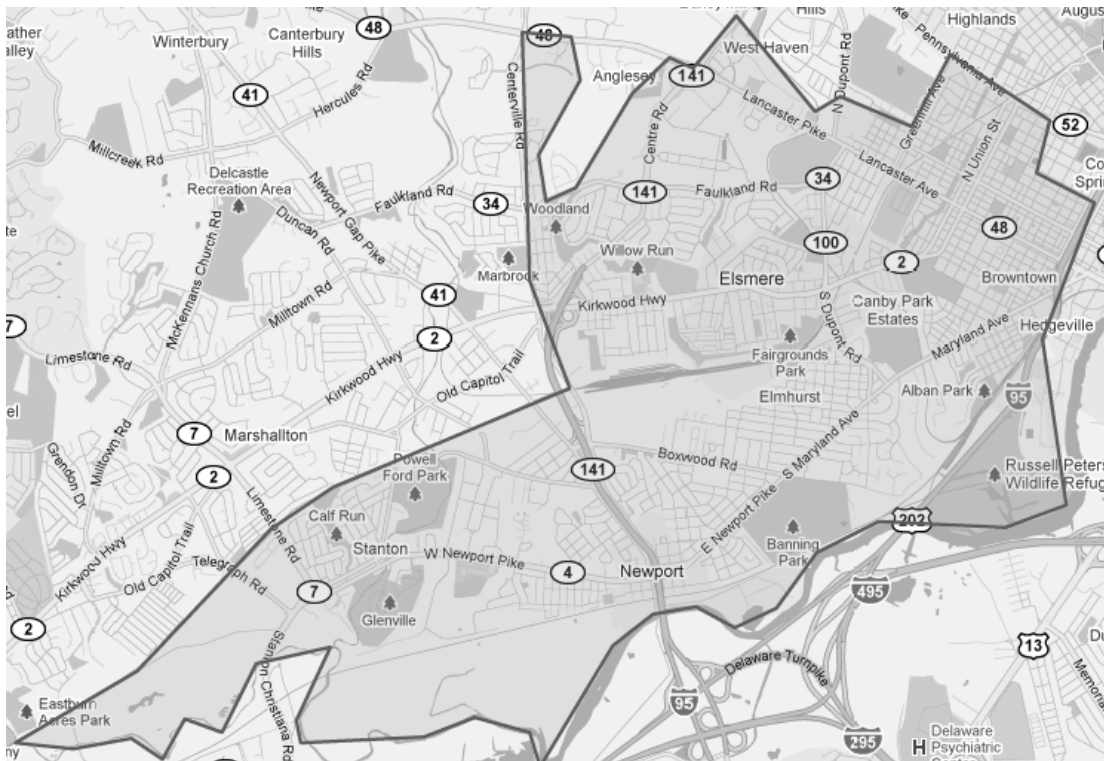 48
Canterbury
Hills
Winterbury
48
West Haven
Hills
Highlands
Pennsylvania Ave
41
Hercules Rd
Centerville Rd
Anglesey
141
N Dupont Rd
Greenhill Ave
52
Millcreek Rd
Lancaster Pike
Centre Rd
N Union St
Lancaster Ave
Delcastle
Recreation Area
Newport Gap Pike
Faulkland Rd
34
141
Faulkland Rd
34
Duncan Rd
Woodland
McKennans Church Rd
Marbrook
Willow Run
100
2
48
Elsmere
Browntown
Milltown Rd
41
Kirkwood Hwy
S Dupont Rd
Canby Park
Estates
Maryland Ave
Hedgeville
7
Limestone Rd
2
Kirkwood Hwy
Old Capitol Trail
Fairgrounds
Park
Elmhurst
Alban Park
95
Grendon Dr
Milltown Rd
7
Marshallton
2
Powell
Ford Park
141
Boxwood Rd
S Maryland Ave
Russell Peters
Wildlife Refug
Limestone Rd
Calf Run
Stanton
W Newport Pike
E Newport Pike
Banning
Park
202
Kirkwood Hwy
Old Capitol Trail
Telegraph Rd
7
4
Newport
495
Glenville
2
Stanton Christiana Rd
Delaware Turnpike
13
Eastburn
Acres Park
95
295
H
Delaware
Psychiatric